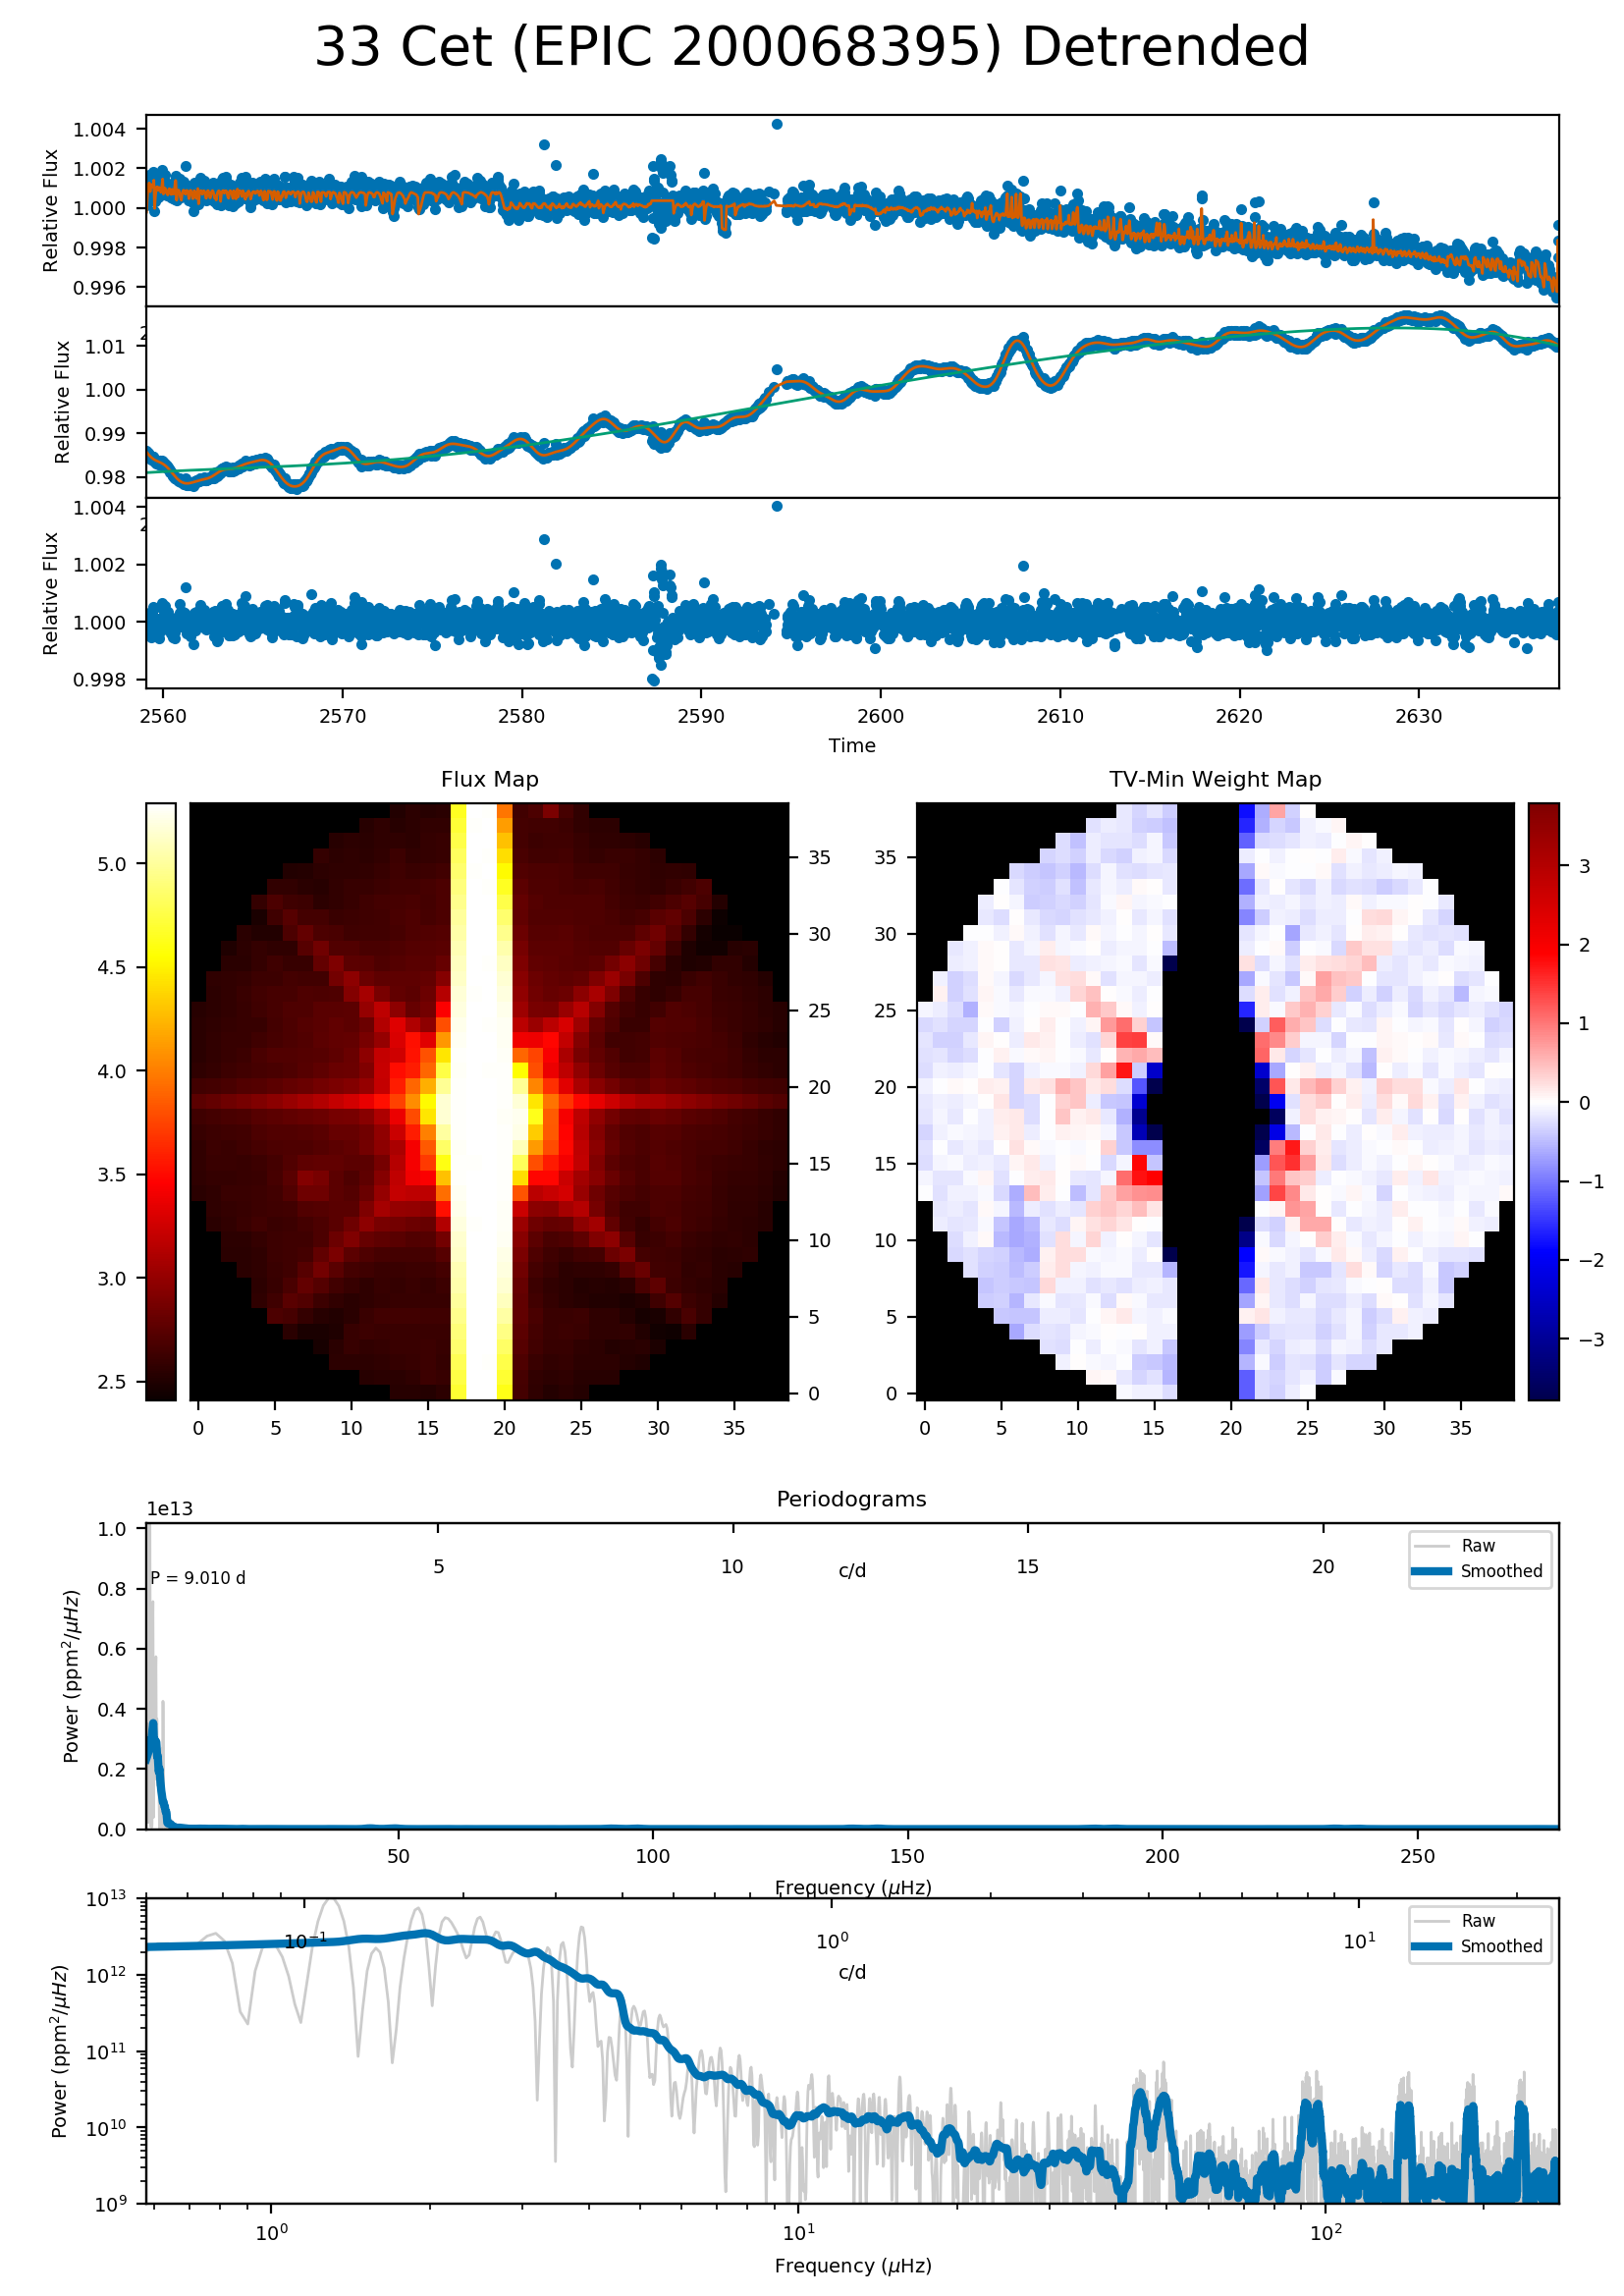 33 Cet (EPIC 200068395) Detrended
1.004
1.002
1.000
0.998
0.996
Relative Flux
1.01
1.00
0.99
0.98
Relative Flux
1.004
1.002
1.000
0.998
Relative Flux
2560 2570 2580 2590 2600 2610 2620 2630
Time
Flux Map
5.0
4.5
4.0
3.5
3.0
2.5
35
30
25
20
15
10
5
0
0 5 10 15 20 25 30 35
TV-Min Weight Map
35
30
25
20
15
10
5
0
0 5 10 15 20 25 30 35
3
2
1
0
−1
−2
−3
Periodograms
1e13
1.0
0.8
0.6
0.4
0.2
0.0
Power (ppm²/μHz)
P = 9.010 d
5 10 15 20
c/d
Raw
Smoothed
50 100 150 200 250
Frequency (μHz)
10¹³
10¹²
10¹¹
10¹⁰
10⁹
Power (ppm²/μHz)
10⁻¹ 10⁰ 10¹
c/d
Raw
Smoothed
10⁰ 10¹ 10²
Frequency (μHz)